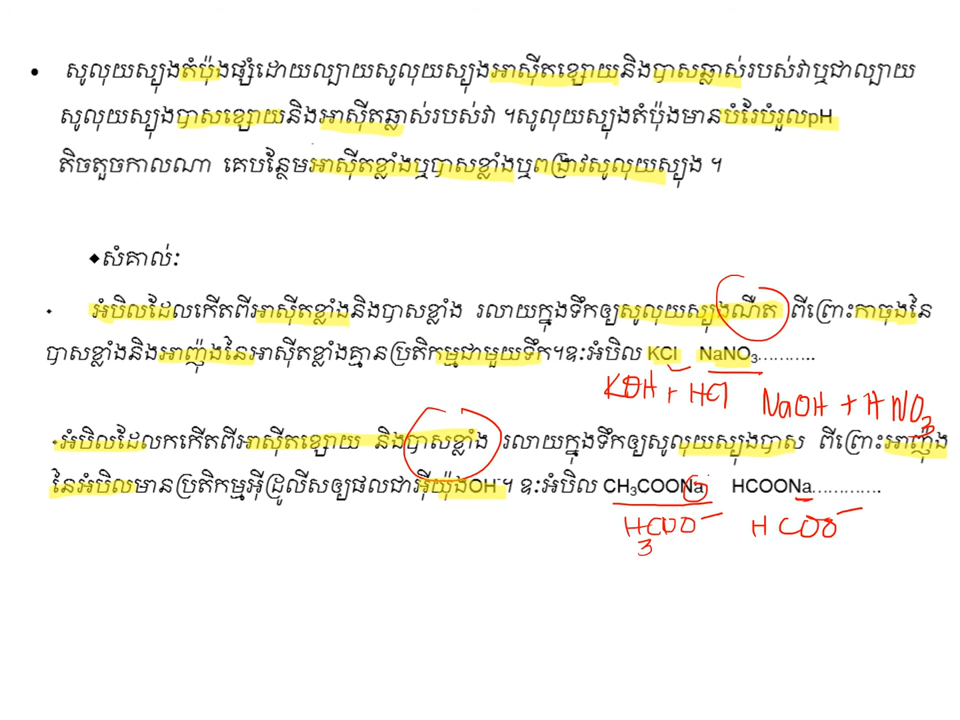 • សូលុយស្យុងតំប៉ុងផ្សំដោយល្បាយសូលុយស្យុងអាស៊ីតខ្សោយនិងបាសឆ្លាស់របស់វាឬជាល្បាយ
សូលុយស្យុងបាសខ្សោយនិងអាស៊ីតឆ្លាស់របស់វា ។សូលុយស្យុងតំប៉ុងមានបំរែបំរួលpH
តិចតួចកាលណា គេបន្ថែមអាស៊ីតខ្លាំងឬបាសខ្លាំងឬពង្រាវសូលុយស្យុង ។
◆សំគាល់ៈ
· អំបិលដែលកើតពីអាស៊ីតខ្លាំងនិងបាសខ្លាំង រលាយក្នុងទឹកឲ្យសូលុយស្យុងណឺត ពីព្រោះកាចុងនៃ
បាសខ្លាំងនិងអាញ៉ុងនៃអាស៊ីតខ្លាំងគ្មានប្រតិកម្មជាមួយទឹក។ឧៈអំបិល KCl NaNO₃………..
KOH + HCl NaOH + HNO₃
·អំបិលដែលកកើតពីអាស៊ីតខ្សោយ និងបាសខ្លាំង រលាយក្នុងទឹកឲ្យសូលុយស្យុងបាស ពីព្រោះអាញ៉ុង
នៃអំបិលមានប្រតិកម្មអ៊ីដ្រូលីសឲ្យផលជាអ៊ីយ៉ុងOH⁻។ ឧៈអំបិល CH₃COONa HCOONa………….
H₃COO⁻ HCOO⁻